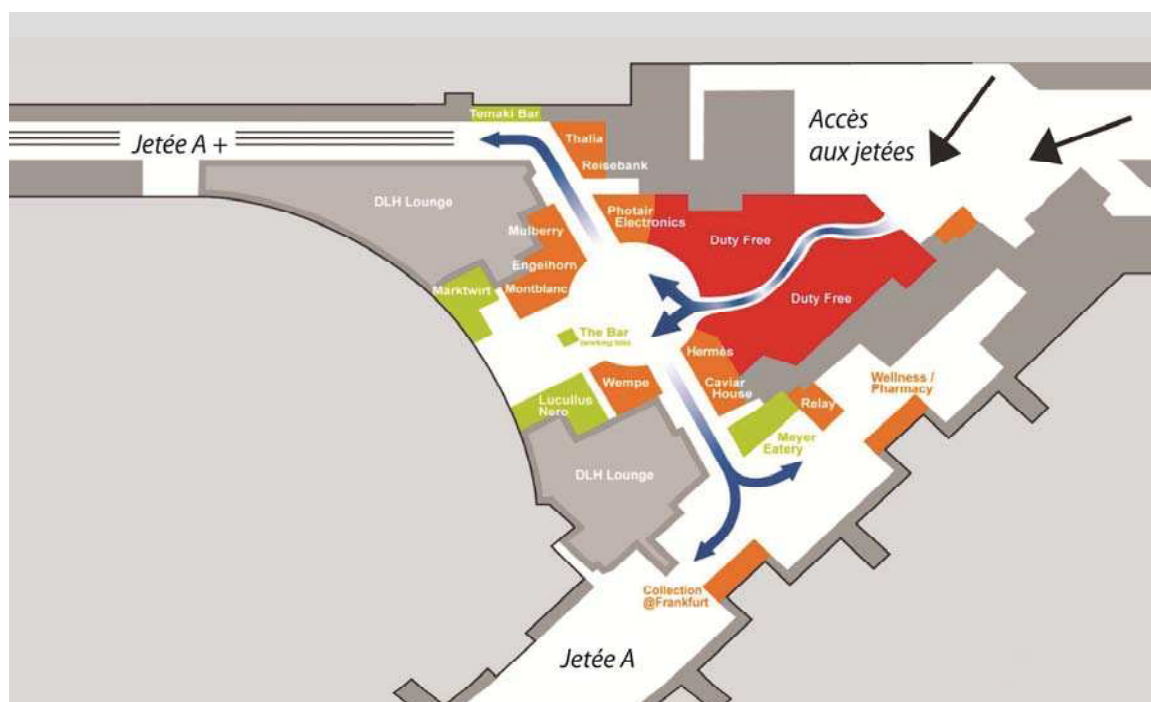 Temaki Bar
Jetée A +
Thalia
Reisebank
Accès
aux jetées
DLH Lounge
Photair
Electronics
Mulberry
Duty Free
Engelhorn
Marktwirt
Montblanc
Duty Free
The Bar
Hermès
Wempe
Caviar
House
Wellness /
Pharmacy
Lucullus
Nero
Relay
Meyer
Eatery
DLH Lounge
Collection
@Frankfurt
Jetée A